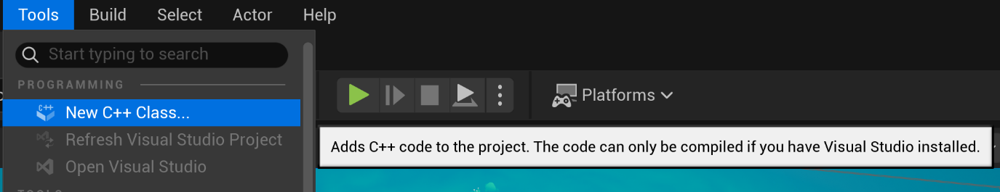 Tools Build Select Actor Help
Start typing to search
PROGRAMMING
C++ New C++ Class...
Refresh Visual Studio Project
Open Visual Studio
Platforms
Adds C++ code to the project. The code can only be compiled if you have Visual Studio installed.
TOOLS